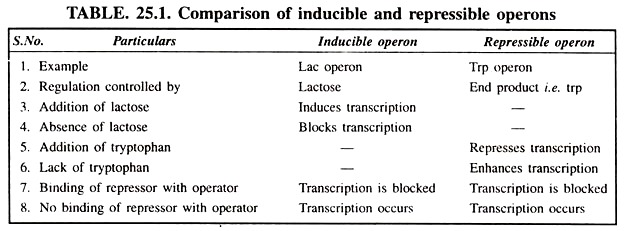 TABLE. 25.1. Comparison of inducible and repressible operons
S.No. Particulars Inducible operon Repressible operon
1. Example Lac operon Trp operon
2. Regulation controlled by Lactose End product i.e. trp
3. Addition of lactose Induces transcription —
4. Absence of lactose Blocks transcription —
5. Addition of tryptophan — Represses transcription
6. Lack of tryptophan — Enhances transcription
7. Binding of repressor with operator Transcription is blocked Transcription is blocked
8. No binding of repressor with operator Transcription occurs Transcription occurs